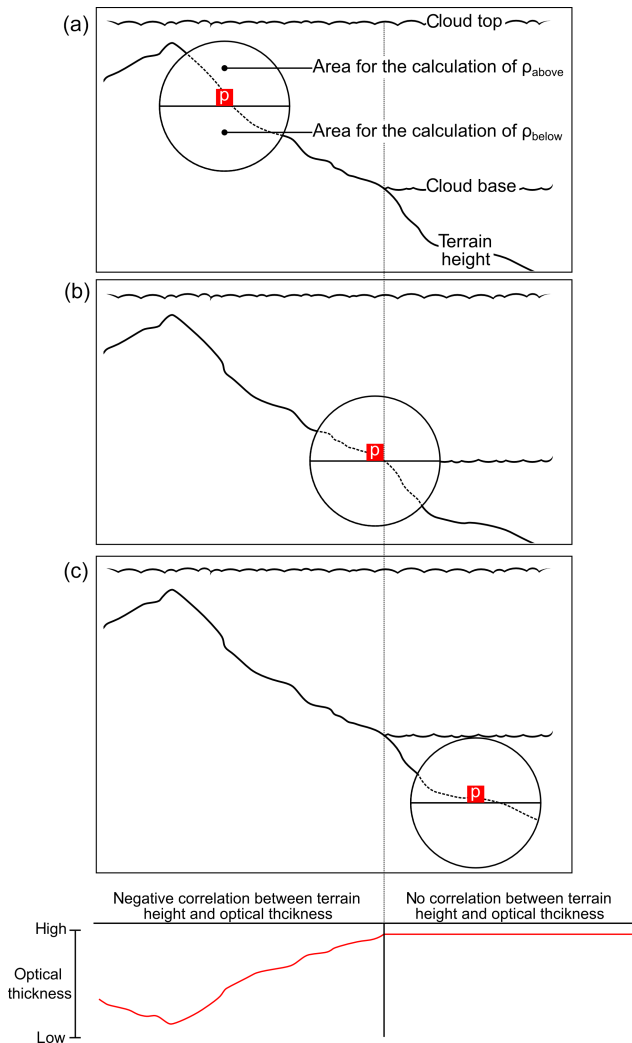 (a)
Cloud top
Area for the calculation of ρabove
p
Area for the calculation of ρbelow
Cloud base
Terrain
height
(b)
p
(c)
p
Negative correlation between terrain
height and optical thcikness
No correlation between terrain
height and optical thcikness
High
Optical
thickness
Low